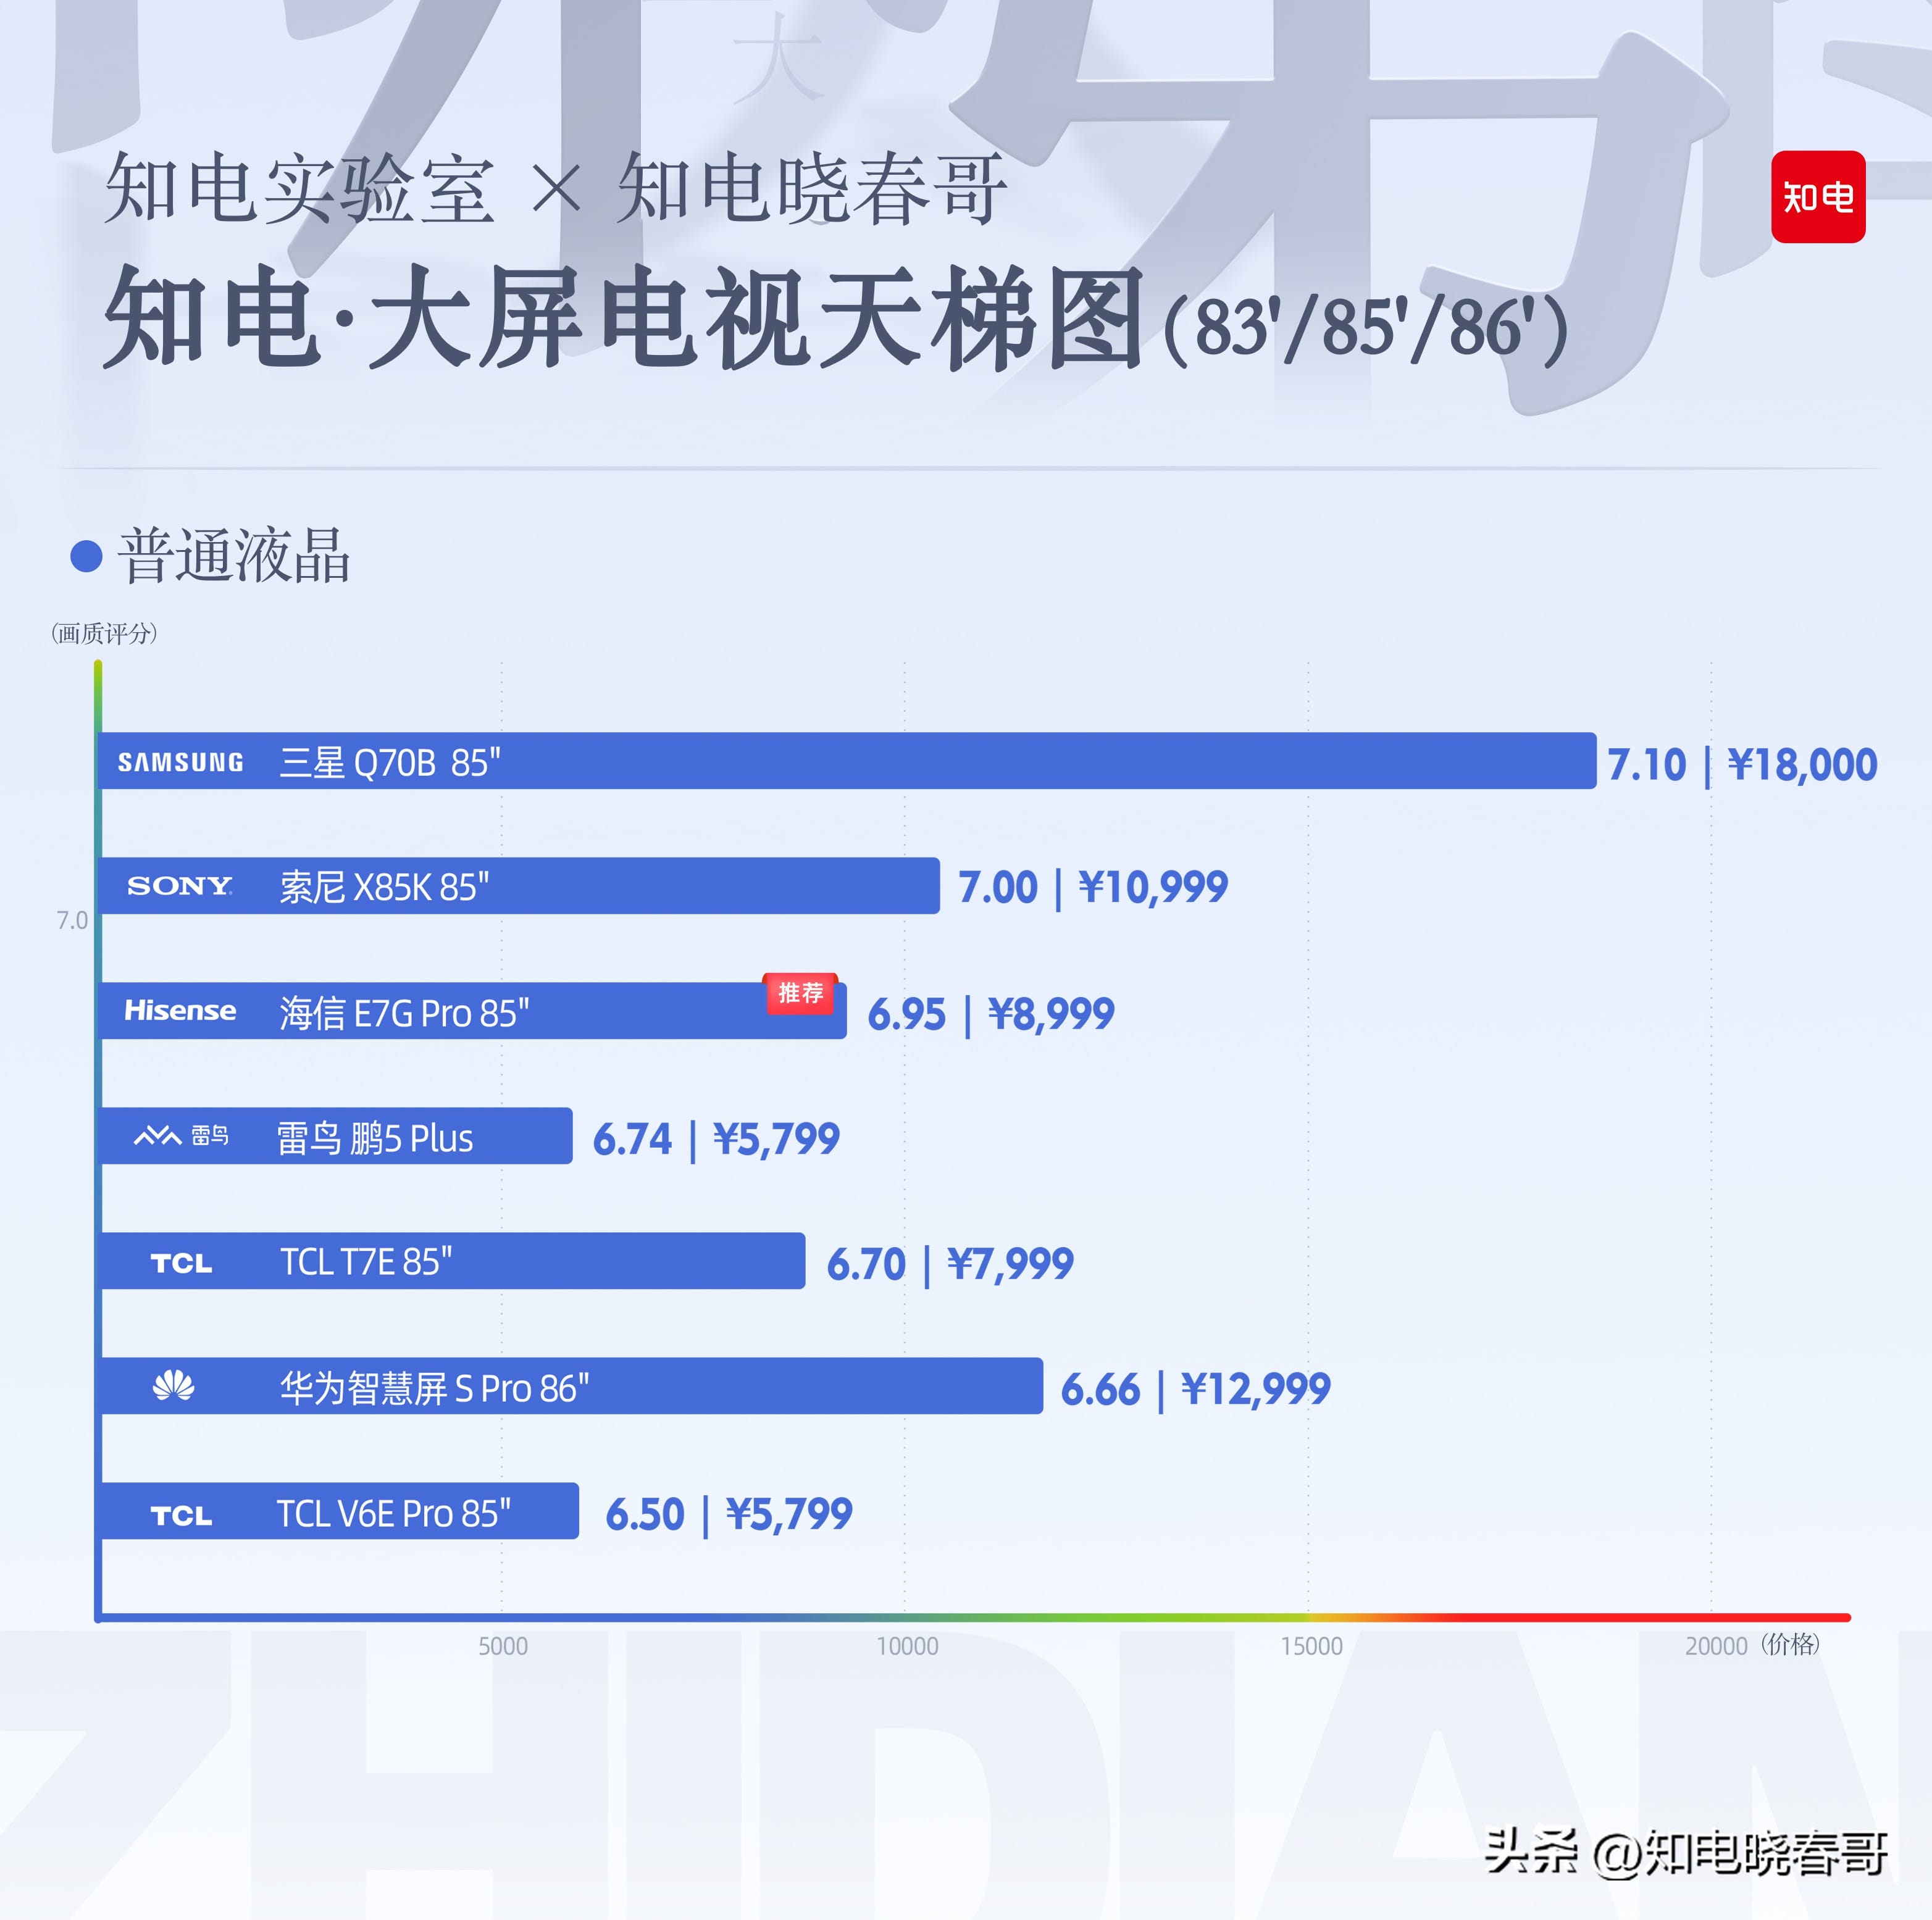 大
知电实验室 × 知电晓春哥
知电
知电·大屏电视天梯图(83'/85'/86')
普通液晶
(画质评分)
SAMSUNG 三星 Q70B 85" 7.10 | ¥18,000
SONY 索尼 X85K 85" 7.00 | ¥10,999
7.0
推荐
Hisense 海信 E7G Pro 85" 6.95 | ¥8,999
雷鸟 雷鸟 鹏5 Plus 6.74 | ¥5,799
TCL TCL T7E 85" 6.70 | ¥7,999
华为智慧屏 S Pro 86" 6.66 | ¥12,999
TCL TCL V6E Pro 85" 6.50 | ¥5,799
5000 10000 15000 20000 (价格)
ZHIDIAN
头条 @知电晓春哥